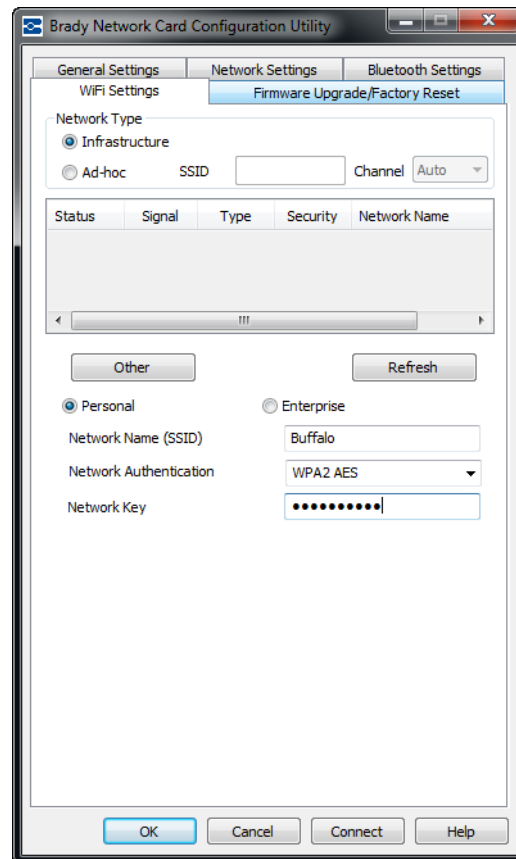 Brady Network Card Configuration Utility
General Settings Network Settings Bluetooth Settings
WiFi Settings Firmware Upgrade/Factory Reset
Network Type
Infrastructure
Ad-hoc SSID Channel Auto
Status Signal Type Security Network Name
Other Refresh
Personal Enterprise
Network Name (SSID) Buffalo
Network Authentication WPA2 AES
Network Key ●●●●●●●●●●
OK Cancel Connect Help